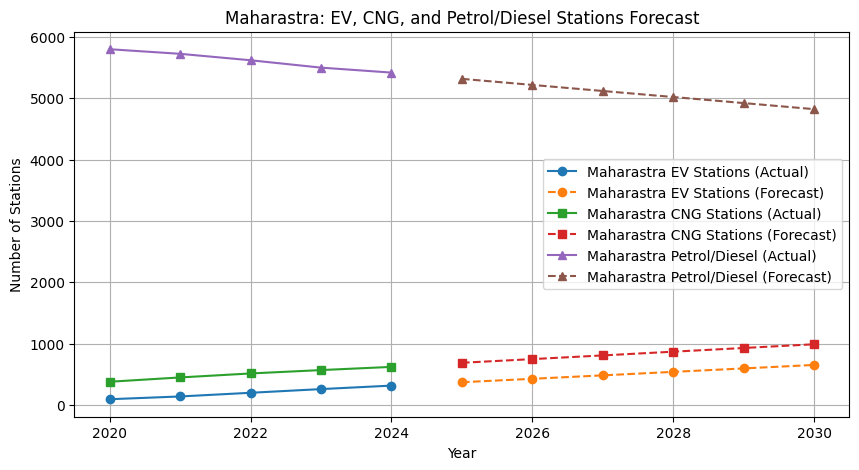 Maharastra: EV, CNG, and Petrol/Diesel Stations Forecast
6000
5000
4000
3000
2000
1000
0
Number of Stations
Maharastra EV Stations (Actual)
Maharastra EV Stations (Forecast)
Maharastra CNG Stations (Actual)
Maharastra CNG Stations (Forecast)
Maharastra Petrol/Diesel (Actual)
Maharastra Petrol/Diesel (Forecast)
2020 2022 2024 2026 2028 2030
Year